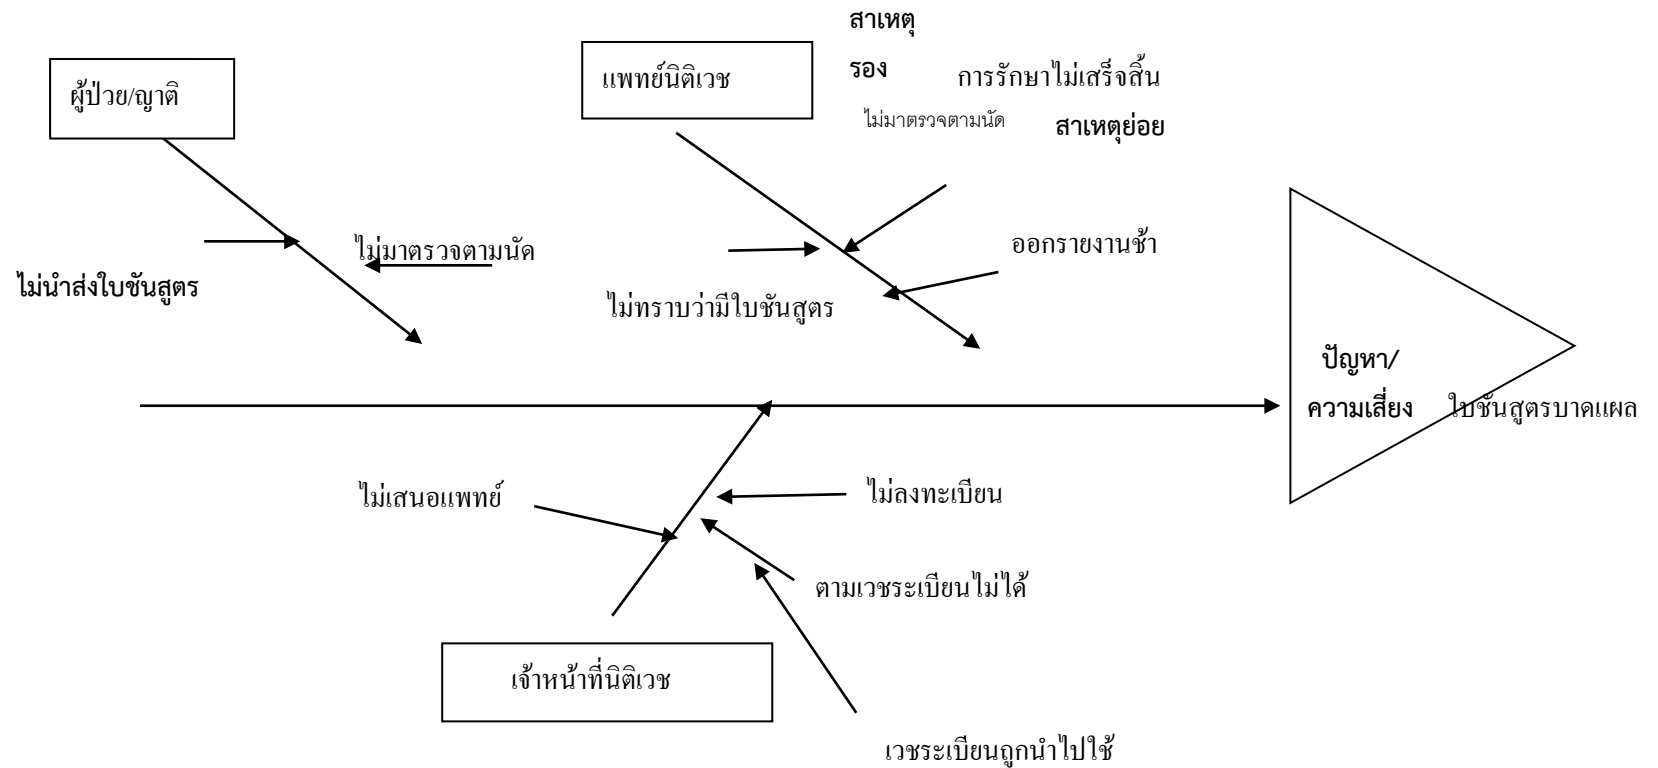 สาเหตุ
รอง
แพทย์นิติเวช
การรักษาไม่เสร็จสิ้น
ผู้ป่วย/ญาติ
ไม่มาตรวจตามนัด
สาเหตุย่อย
ไม่มาตรวจตามนัด
ออกรายงานช้า
ไม่นำส่งใบชันสูตร
ไม่ทราบว่ามีใบชันสูตร
ปัญหา/
ความเสี่ยง
ใบชันสูตรบาดแผล
ไม่เสนอแพทย์
ไม่ลงทะเบียน
ตามเวชระเบียนไม่ได้
เจ้าหน้าที่นิติเวช
เวชระเบียนถูกนำไปใช้